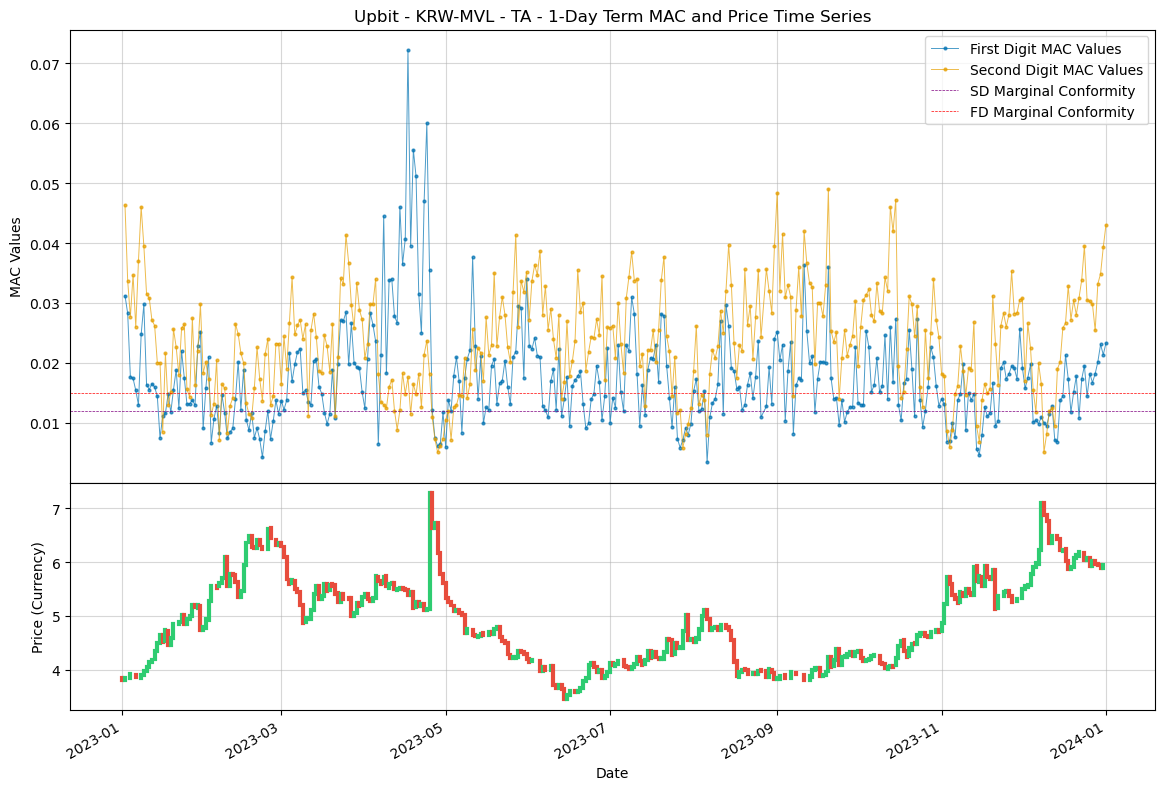 Upbit - KRW-MVL - TA - 1-Day Term MAC and Price Time Series
First Digit MAC Values
Second Digit MAC Values
SD Marginal Conformity
FD Marginal Conformity
MAC Values
0.07
0.06
0.05
0.04
0.03
0.02
0.01
Price (Currency)
7
6
5
4
2023-01
2023-03
2023-05
2023-07
2023-09
2023-11
2024-01
Date